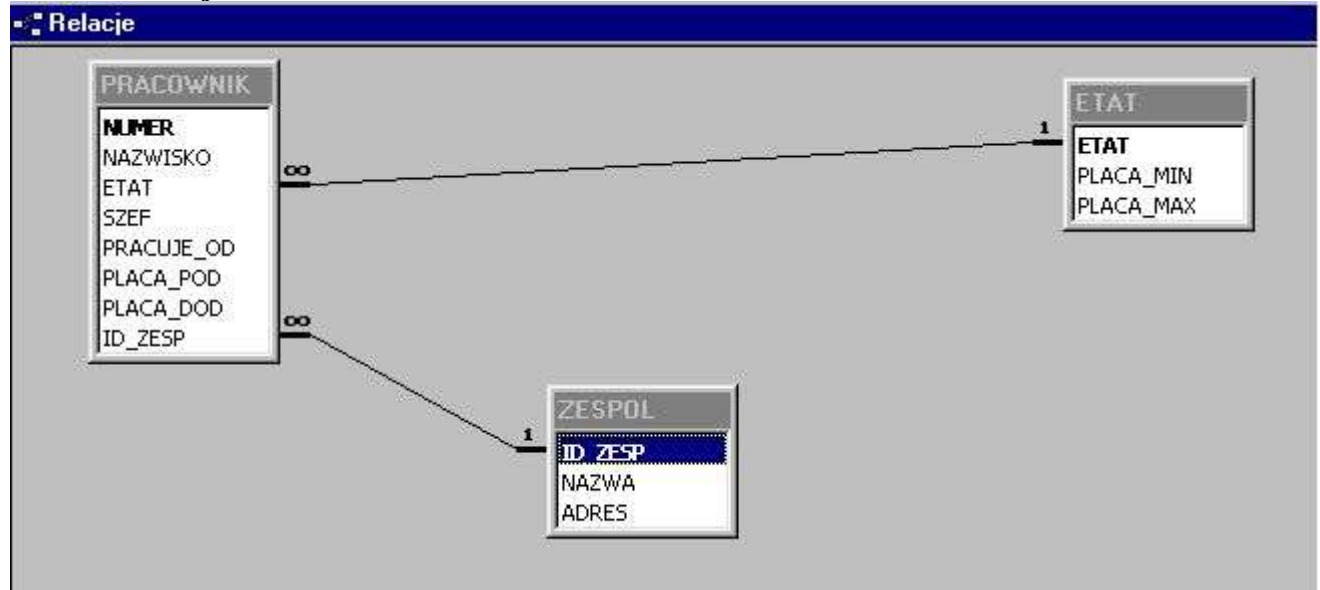 Relacje
PRACOWNIK
NUMER
NAZWISKO
ETAT
SZEF
PRACUJE_OD
PLACA_POD
PLACA_DOD
ID_ZESP
∞
∞
1
ETAT
ETAT
PLACA_MIN
PLACA_MAX
1
ZESPOL
ID_ZESP
NAZWA
ADRES